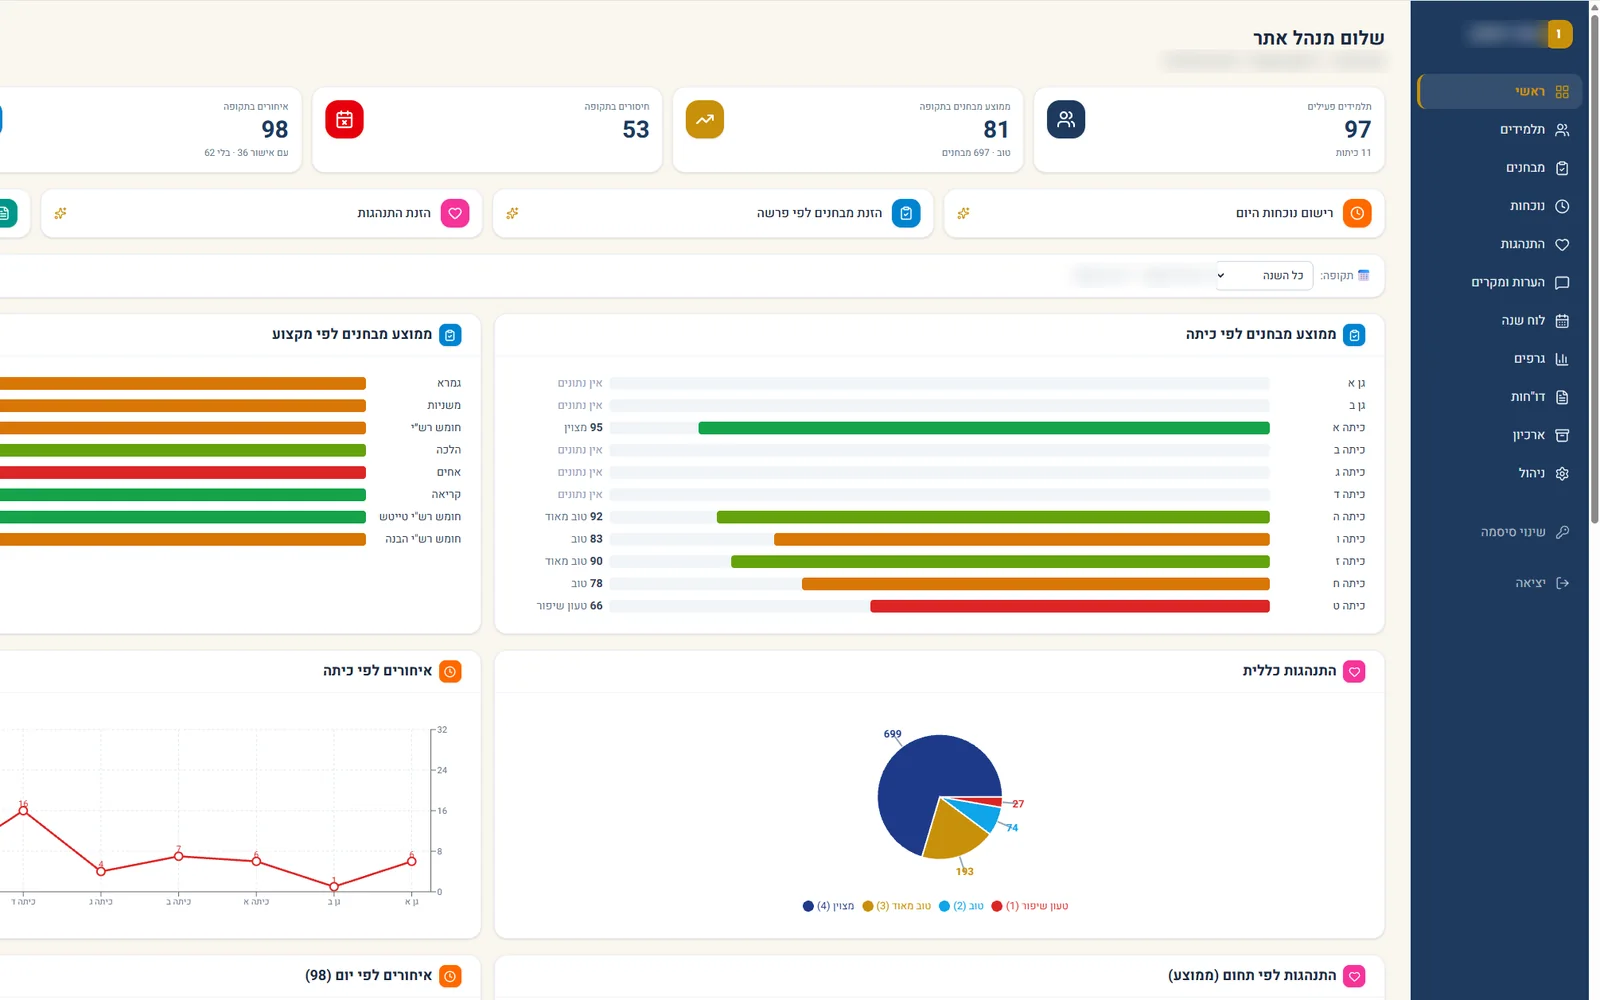 1
ראשי
תלמידים
מבחנים
נוכחות
התנהגות
הערות ומקרים
לוח שנה
גרפים
דו"חות
ארכיון
ניהול
שינוי סיסמה
יציאה
שלום מנהל אתר
תלמידים פעילים
97
11 כיתות
ממוצע מבחנים בתקופה
81
טוב · 697 מבחנים
חיסורים בתקופה
53
איחורים בתקופה
98
עם אישור 36 · בלי 62
רישום נוכחות היום
הזנת מבחנים לפי פרשה
הזנת התנהגות
תקופה:
כל השנה
ממוצע מבחנים לפי כיתה
גן א אין נתונים
גן ב אין נתונים
כיתה א 95 מצוין
כיתה ב אין נתונים
כיתה ג אין נתונים
כיתה ד אין נתונים
כיתה ה 92 טוב מאוד
כיתה ו 83 טוב
כיתה ז 90 טוב מאוד
כיתה ח 78 טוב
כיתה ט 66 טעון שיפור
ממוצע מבחנים לפי מקצוע
גמרא
משניות
חומש רש"י
הלכה
אחים
קריאה
חומש רש"י טייטש
חומש רש"י הבנה
התנהגות כללית
699
27
74
193
טעון שיפור (1) טוב (2) טוב מאוד (3) מצוין (4)
איחורים לפי כיתה
32
24
16
8
0
6 1 6 7 4 16
גן א גן ב כיתה א כיתה ב כיתה ג כיתה ד
התנהגות לפי תחום (ממוצע)
איחורים לפי יום (98)